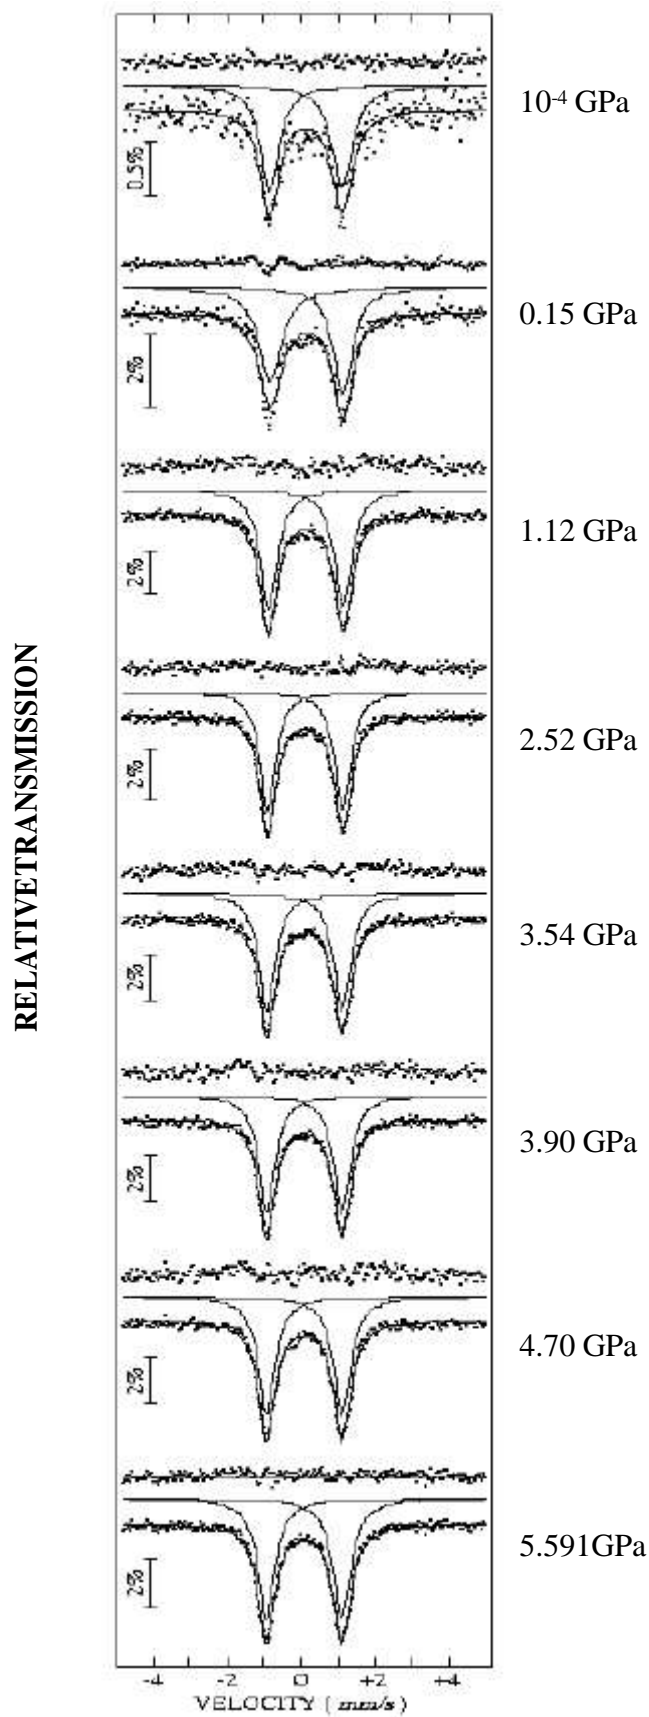 10-4 GPa
0.5%
0.15 GPa
2%
1.12 GPa
2%
RELATIVETRANSMISSION
2.52 GPa
2%
3.54 GPa
2%
3.90 GPa
2%
4.70 GPa
2%
5.591GPa
2%
-4 -2 0 +2 +4
VELOCITY ( mm/s )